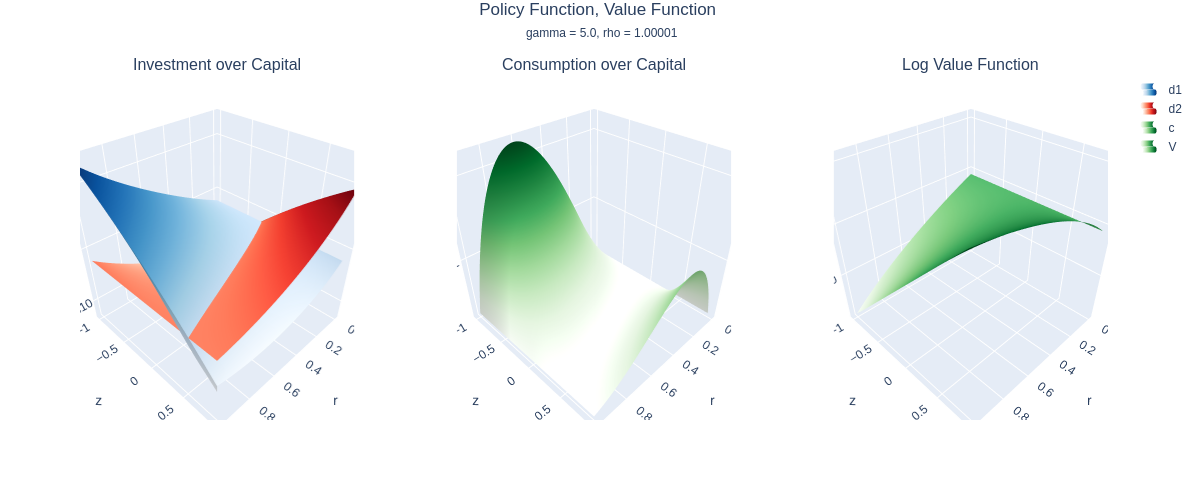 Policy Function, Value Function
gamma = 5.0, rho = 1.00001
Investment over Capital
Consumption over Capital
Log Value Function
d1
d2
c
V
10
−1
−0.5
0
0.5
z
0
0.2
0.4
0.6
0.8
r
−1
−0.5
0
0.5
z
0
0.2
0.4
0.6
0.8
r
−1
−0.5
0
0.5
z
0
0.2
0.4
0.6
0.8
r